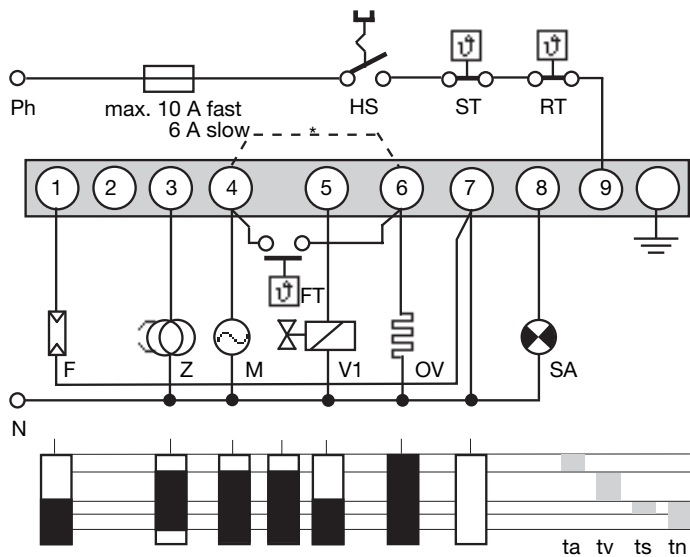 Ph
max. 10 A fast
6 A slow
HS
ϑ
ST
ϑ
RT
*
1 2 3 4 5 6 7 8 9
ϑ
FT
F Z M V1 OV SA
N
ta tv ts tn